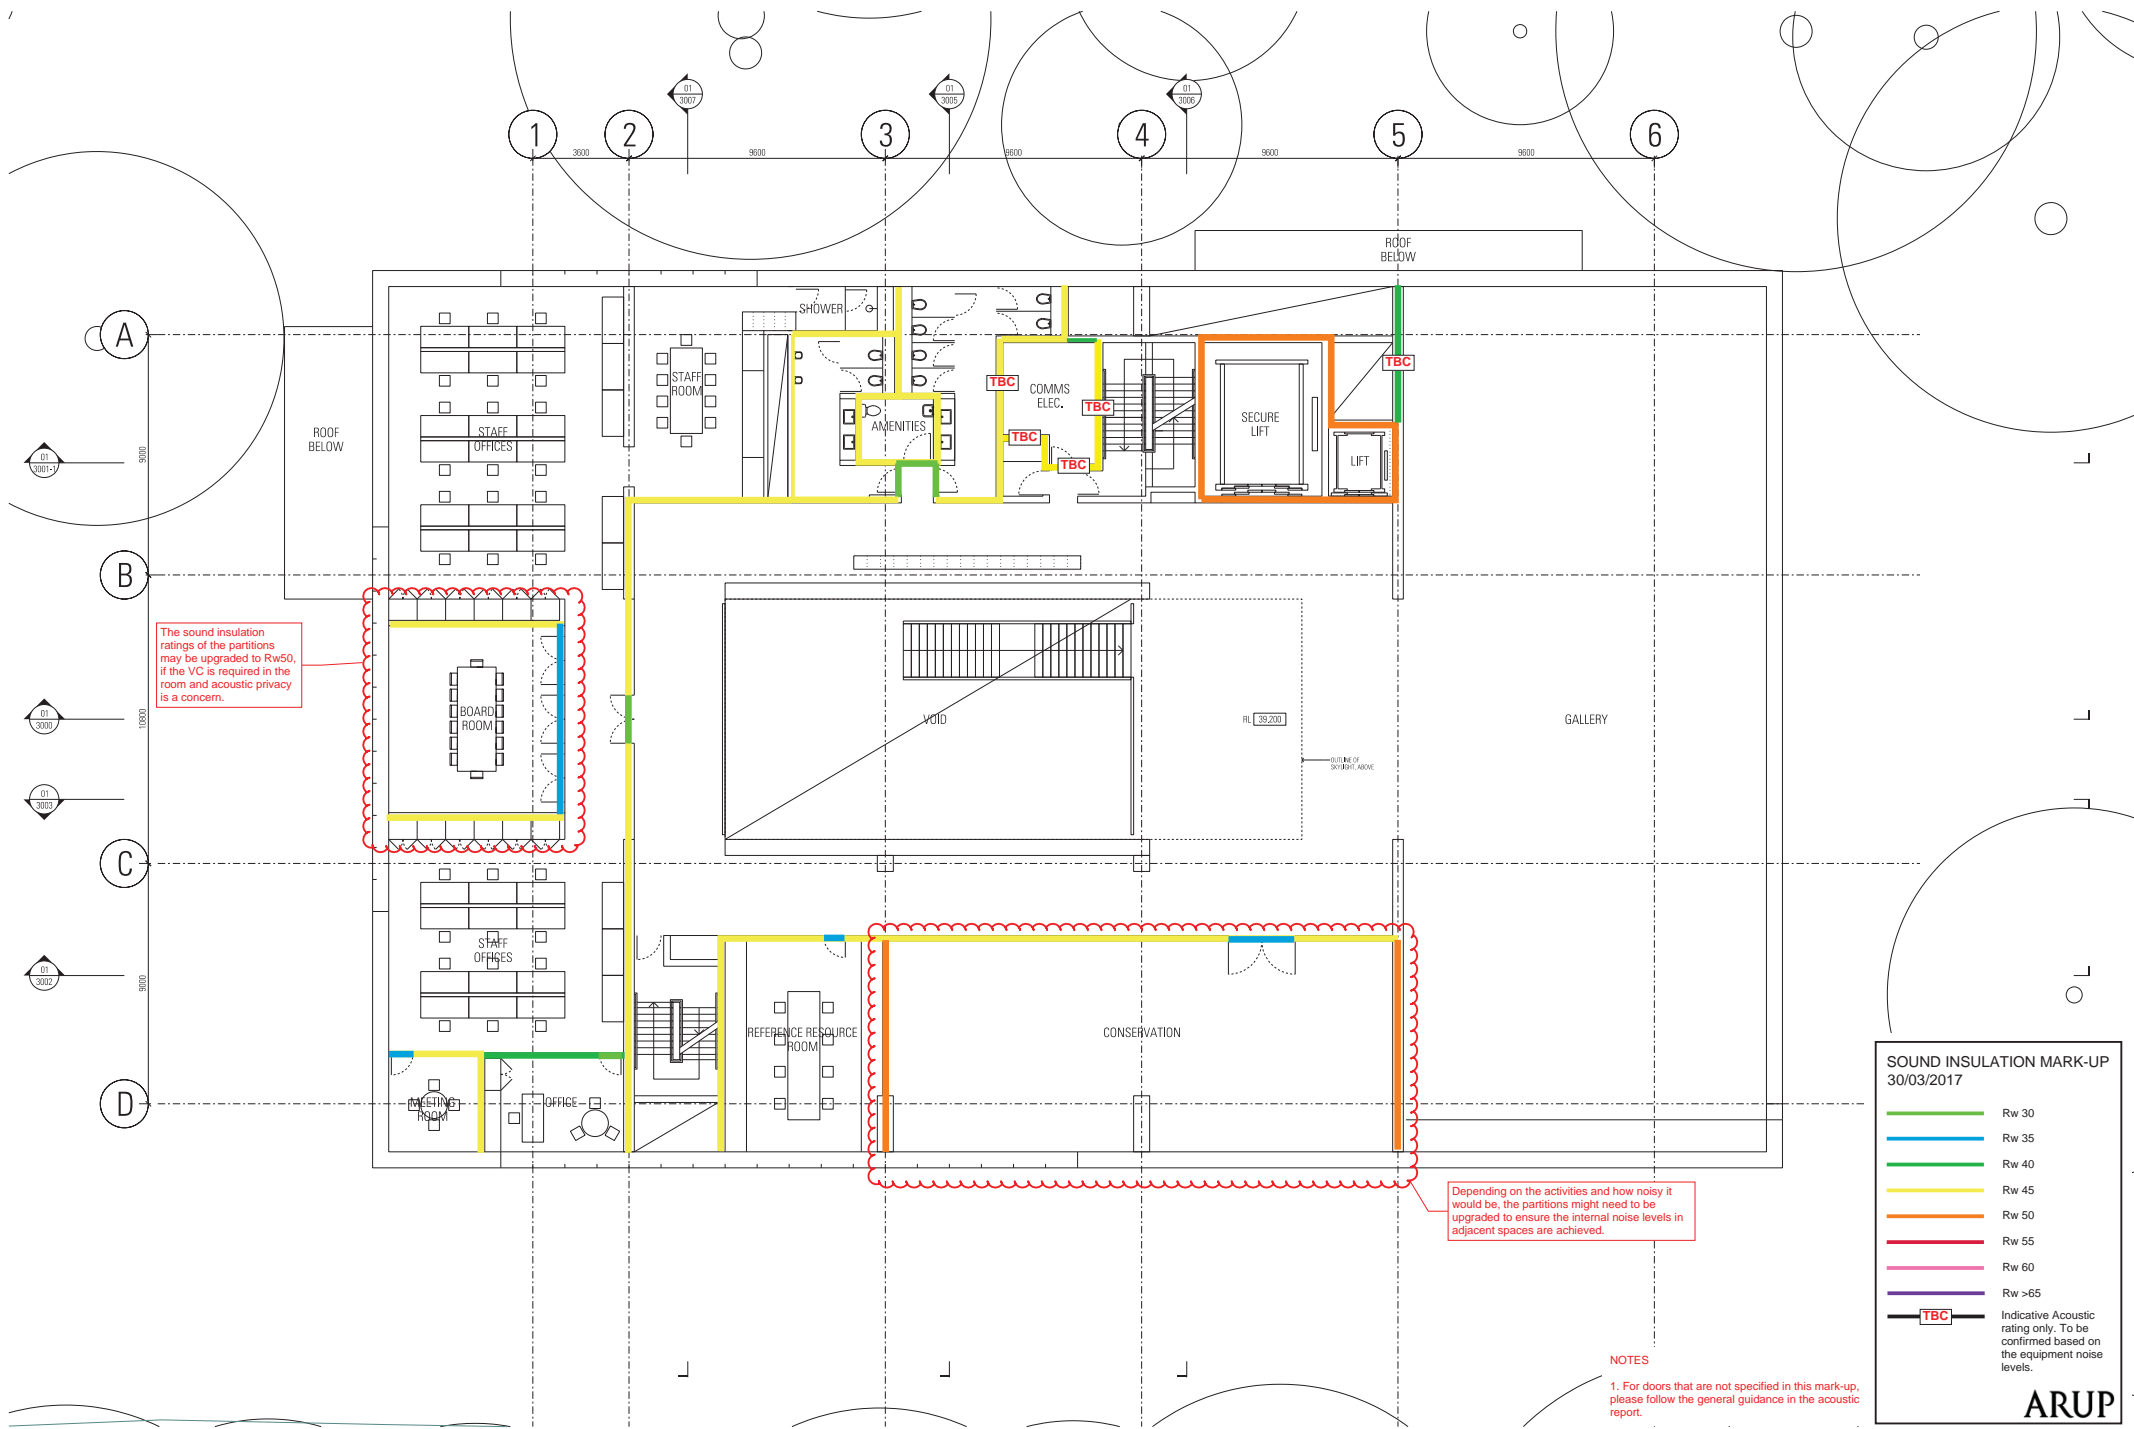 01
3007
01
3005
01
3006
1
2
3
4
5
6
3600
9600
9600
9600
9600
ROOF
BELOW
A
SHOWER
STAFF
ROOM
COMMS
ELEC.
TBC
TBC
TBC
TBC
TBC
SECURE
LIFT
LIFT
AMENITIES
ROOF
BELOW
STAFF
OFFICES
01
3001-1
9000
B
The sound insulation
ratings of the partitions
may be upgraded to Rw50,
if the VC is required in the
room and acoustic privacy
is a concern.
BOARD
ROOM
01
3000
10800
VOID
RL 39,200
GALLERY
OUTLINE OF
SKYLIGHT, ABOVE
01
3003
C
STAFF
OFFICES
01
3002
9000
REFERENCE RESOURCE
ROOM
CONSERVATION
D
MEETING
ROOM
OFFICE
Depending on the activities and how noisy it
would be, the partitions might need to be
upgraded to ensure the internal noise levels in
adjacent spaces are achieved.
SOUND INSULATION MARK-UP
30/03/2017
Rw 30
Rw 35
Rw 40
Rw 45
Rw 50
Rw 55
Rw 60
Rw >65
TBC
Indicative Acoustic
rating only. To be
confirmed based on
the equipment noise
levels.
ARUP
NOTES
1. For doors that are not specified in this mark-up,
please follow the general guidance in the acoustic
report.